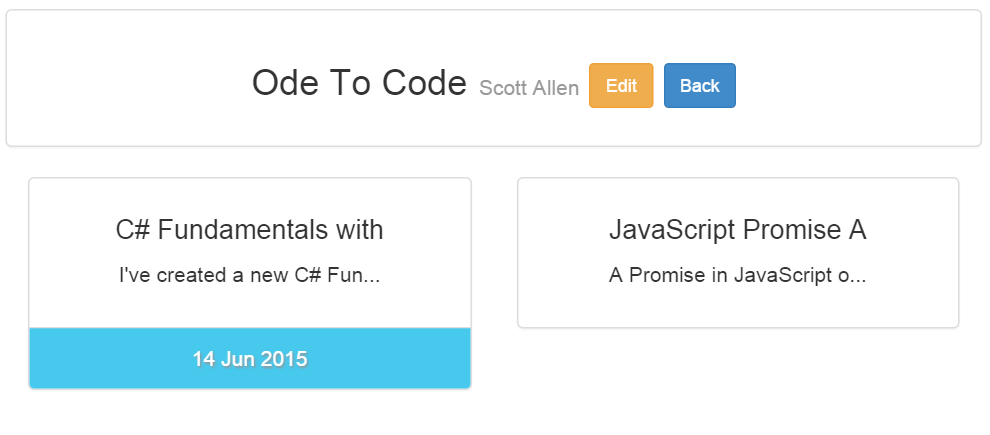 Ode To Code Scott Allen Edit Back
C# Fundamentals with
I've created a new C# Fun...
14 Jun 2015
JavaScript Promise A
A Promise in JavaScript o...